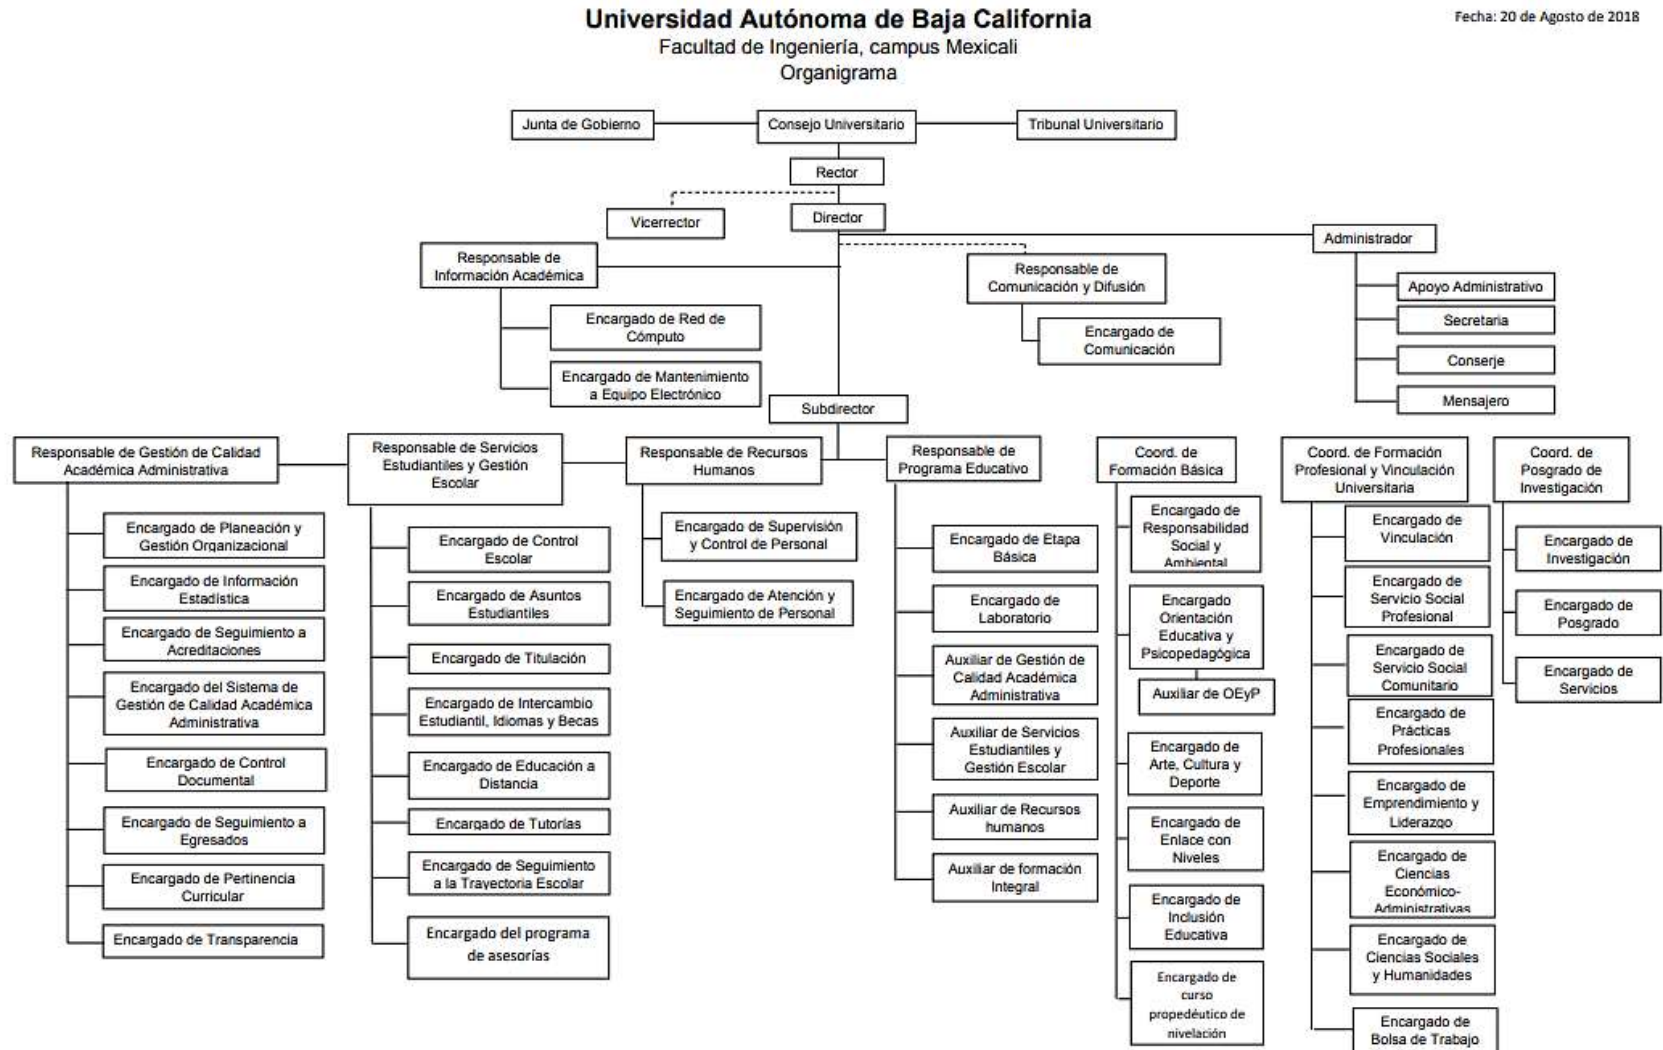 Universidad Autónoma de Baja California
Fecha: 20 de Agosto de 2018
Facultad de Ingeniería, campus Mexicali
Organigrama
Junta de Gobierno
Consejo Universitario
Tribunal Universitario
Rector
Vicerrector
Director
Administrador
Responsable de
Información Académica
Encargado de Red de
Cómputo
Encargado de Mantenimiento
a Equipo Electrónico
Responsable de
Comunicación y Difusión
Encargado de
Comunicación
Apoyo Administrativo
Secretaria
Conserje
Mensajero
Subdirector
Responsable de Gestión de Calidad
Académica Administrativa
Encargado de Planeación y
Gestión Organizacional
Encargado de Información
Estadística
Encargado de Seguimiento a
Acreditaciones
Encargado del Sistema de
Gestión de Calidad Académica
Administrativa
Encargado de Control
Documental
Encargado de Seguimiento a
Egresados
Encargado de Pertinencia
Curricular
Encargado de Transparencia
Responsable de Servicios
Estudiantiles y Gestión
Escolar
Encargado de Control
Escolar
Encargado de Asuntos
Estudiantiles
Encargado de Titulación
Encargado de Intercambio
Estudiantil, Idiomas y Becas
Encargado de Educación a
Distancia
Encargado de Tutorías
Encargado de Seguimiento
a la Trayectoria Escolar
Encargado del programa
de asesorías
Responsable de Recursos
Humanos
Encargado de Supervisión
y Control de Personal
Encargado de Atención y
Seguimiento de Personal
Responsable de
Programa Educativo
Encargado de Etapa
Básica
Encargado de
Laboratorio
Auxiliar de Gestión de
Calidad Académica
Administrativa
Auxiliar de Servicios
Estudiantiles y
Gestión Escolar
Auxiliar de Recursos
humanos
Auxiliar de formación
Integral
Coord. de
Formación Básica
Encargado de
Responsabilidad
Social y
Ambiental
Encargado
Orientación
Educativa y
Psicopedagógica
Auxiliar de OEyP
Encargado de
Arte, Cultura y
Deporte
Encargado de
Enlace con
Niveles
Encargado de
Inclusión
Educativa
Encargado de
curso
propedéutico de
nivelación
Coord. de Formación
Profesional y Vinculación
Universitaria
Encargado de
Vinculación
Encargado de
Servicio Social
Profesional
Encargado de
Servicio Social
Comunitario
Encargado de
Prácticas
Profesionales
Encargado de
Emprendimiento y
Liderazgo
Encargado de
Ciencias
Económico-
Administrativas
Encargado de
Ciencias Sociales
y Humanidades
Encargado de
Bolsa de Trabajo
Coord. de
Posgrado de
Investigación
Encargado de
Investigación
Encargado de
Posgrado
Encargado de
Servicios